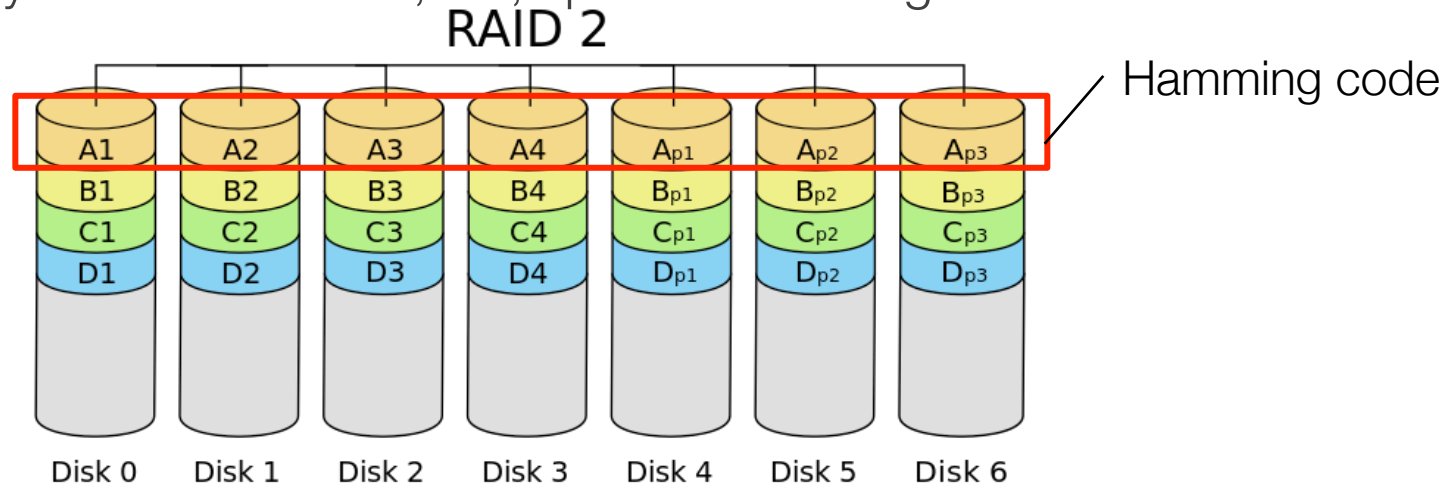 RAID 2
Hamming code
A1 A2 A3 A4 Ap1 Ap2 Ap3
B1 B2 B3 B4 Bp1 Bp2 Bp3
C1 C2 C3 C4 Cp1 Cp2 Cp3
D1 D2 D3 D4 Dp1 Dp2 Dp3
Disk 0 Disk 1 Disk 2 Disk 3 Disk 4 Disk 5 Disk 6